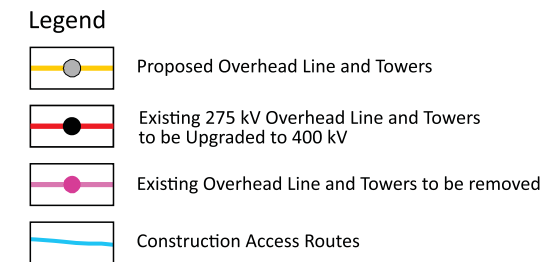 Legend
Proposed Overhead Line and Towers
Existing 275 kV Overhead Line and Towers
to be Upgraded to 400 kV
Existing Overhead Line and Towers to be removed
Construction Access Routes